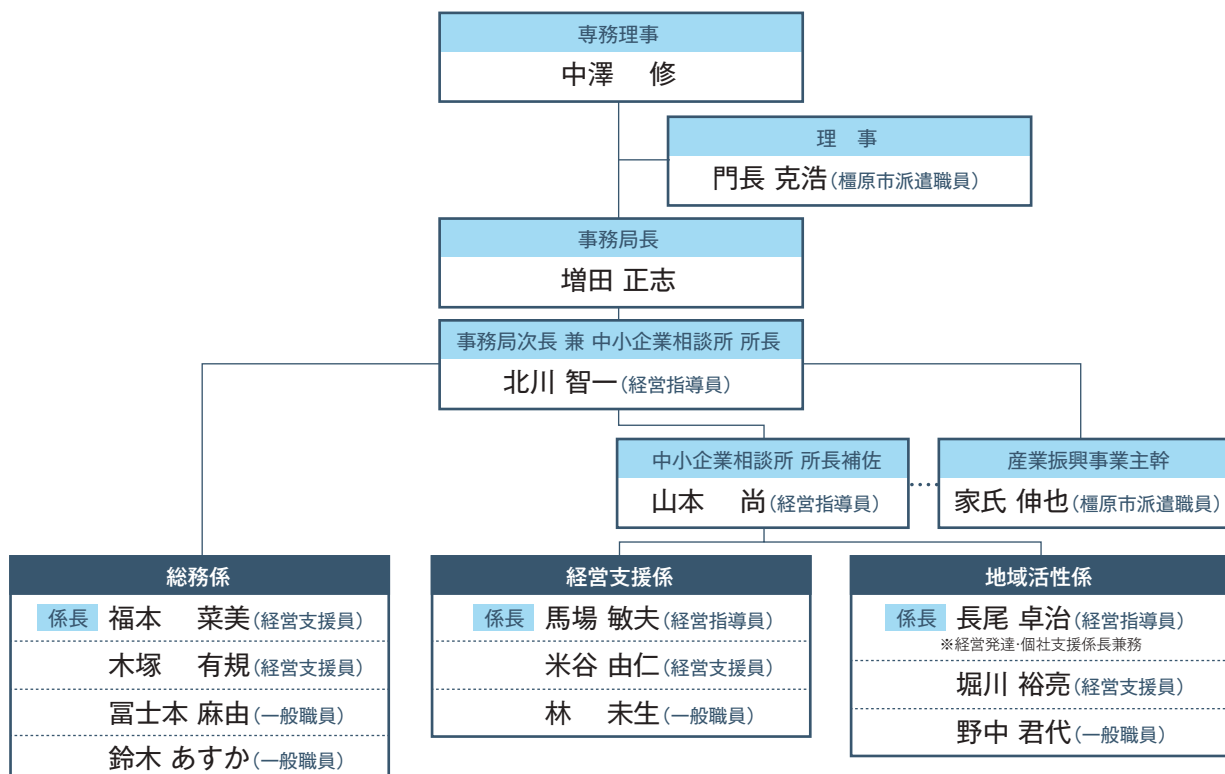 専務理事
中澤　修
理　事
門長 克浩（橿原市派遣職員）
事務局長
増田 正志
事務局次長 兼 中小企業相談所 所長
北川 智一（経営指導員）
中小企業相談所 所長補佐
山本　尚（経営指導員）
産業振興事業主幹
家氏 伸也（橿原市派遣職員）
総務係
係長 福本　菜美（経営支援員）
木塚　有規（経営支援員）
冨士本 麻由（一般職員）
鈴木 あすか（一般職員）
経営支援係
係長 馬場 敏夫（経営指導員）
米谷 由仁（経営支援員）
林　未生（一般職員）
地域活性係
係長 長尾 卓治（経営指導員）
※経営発達・個社支援係長兼務
堀川 裕亮（経営支援員）
野中 君代（一般職員）